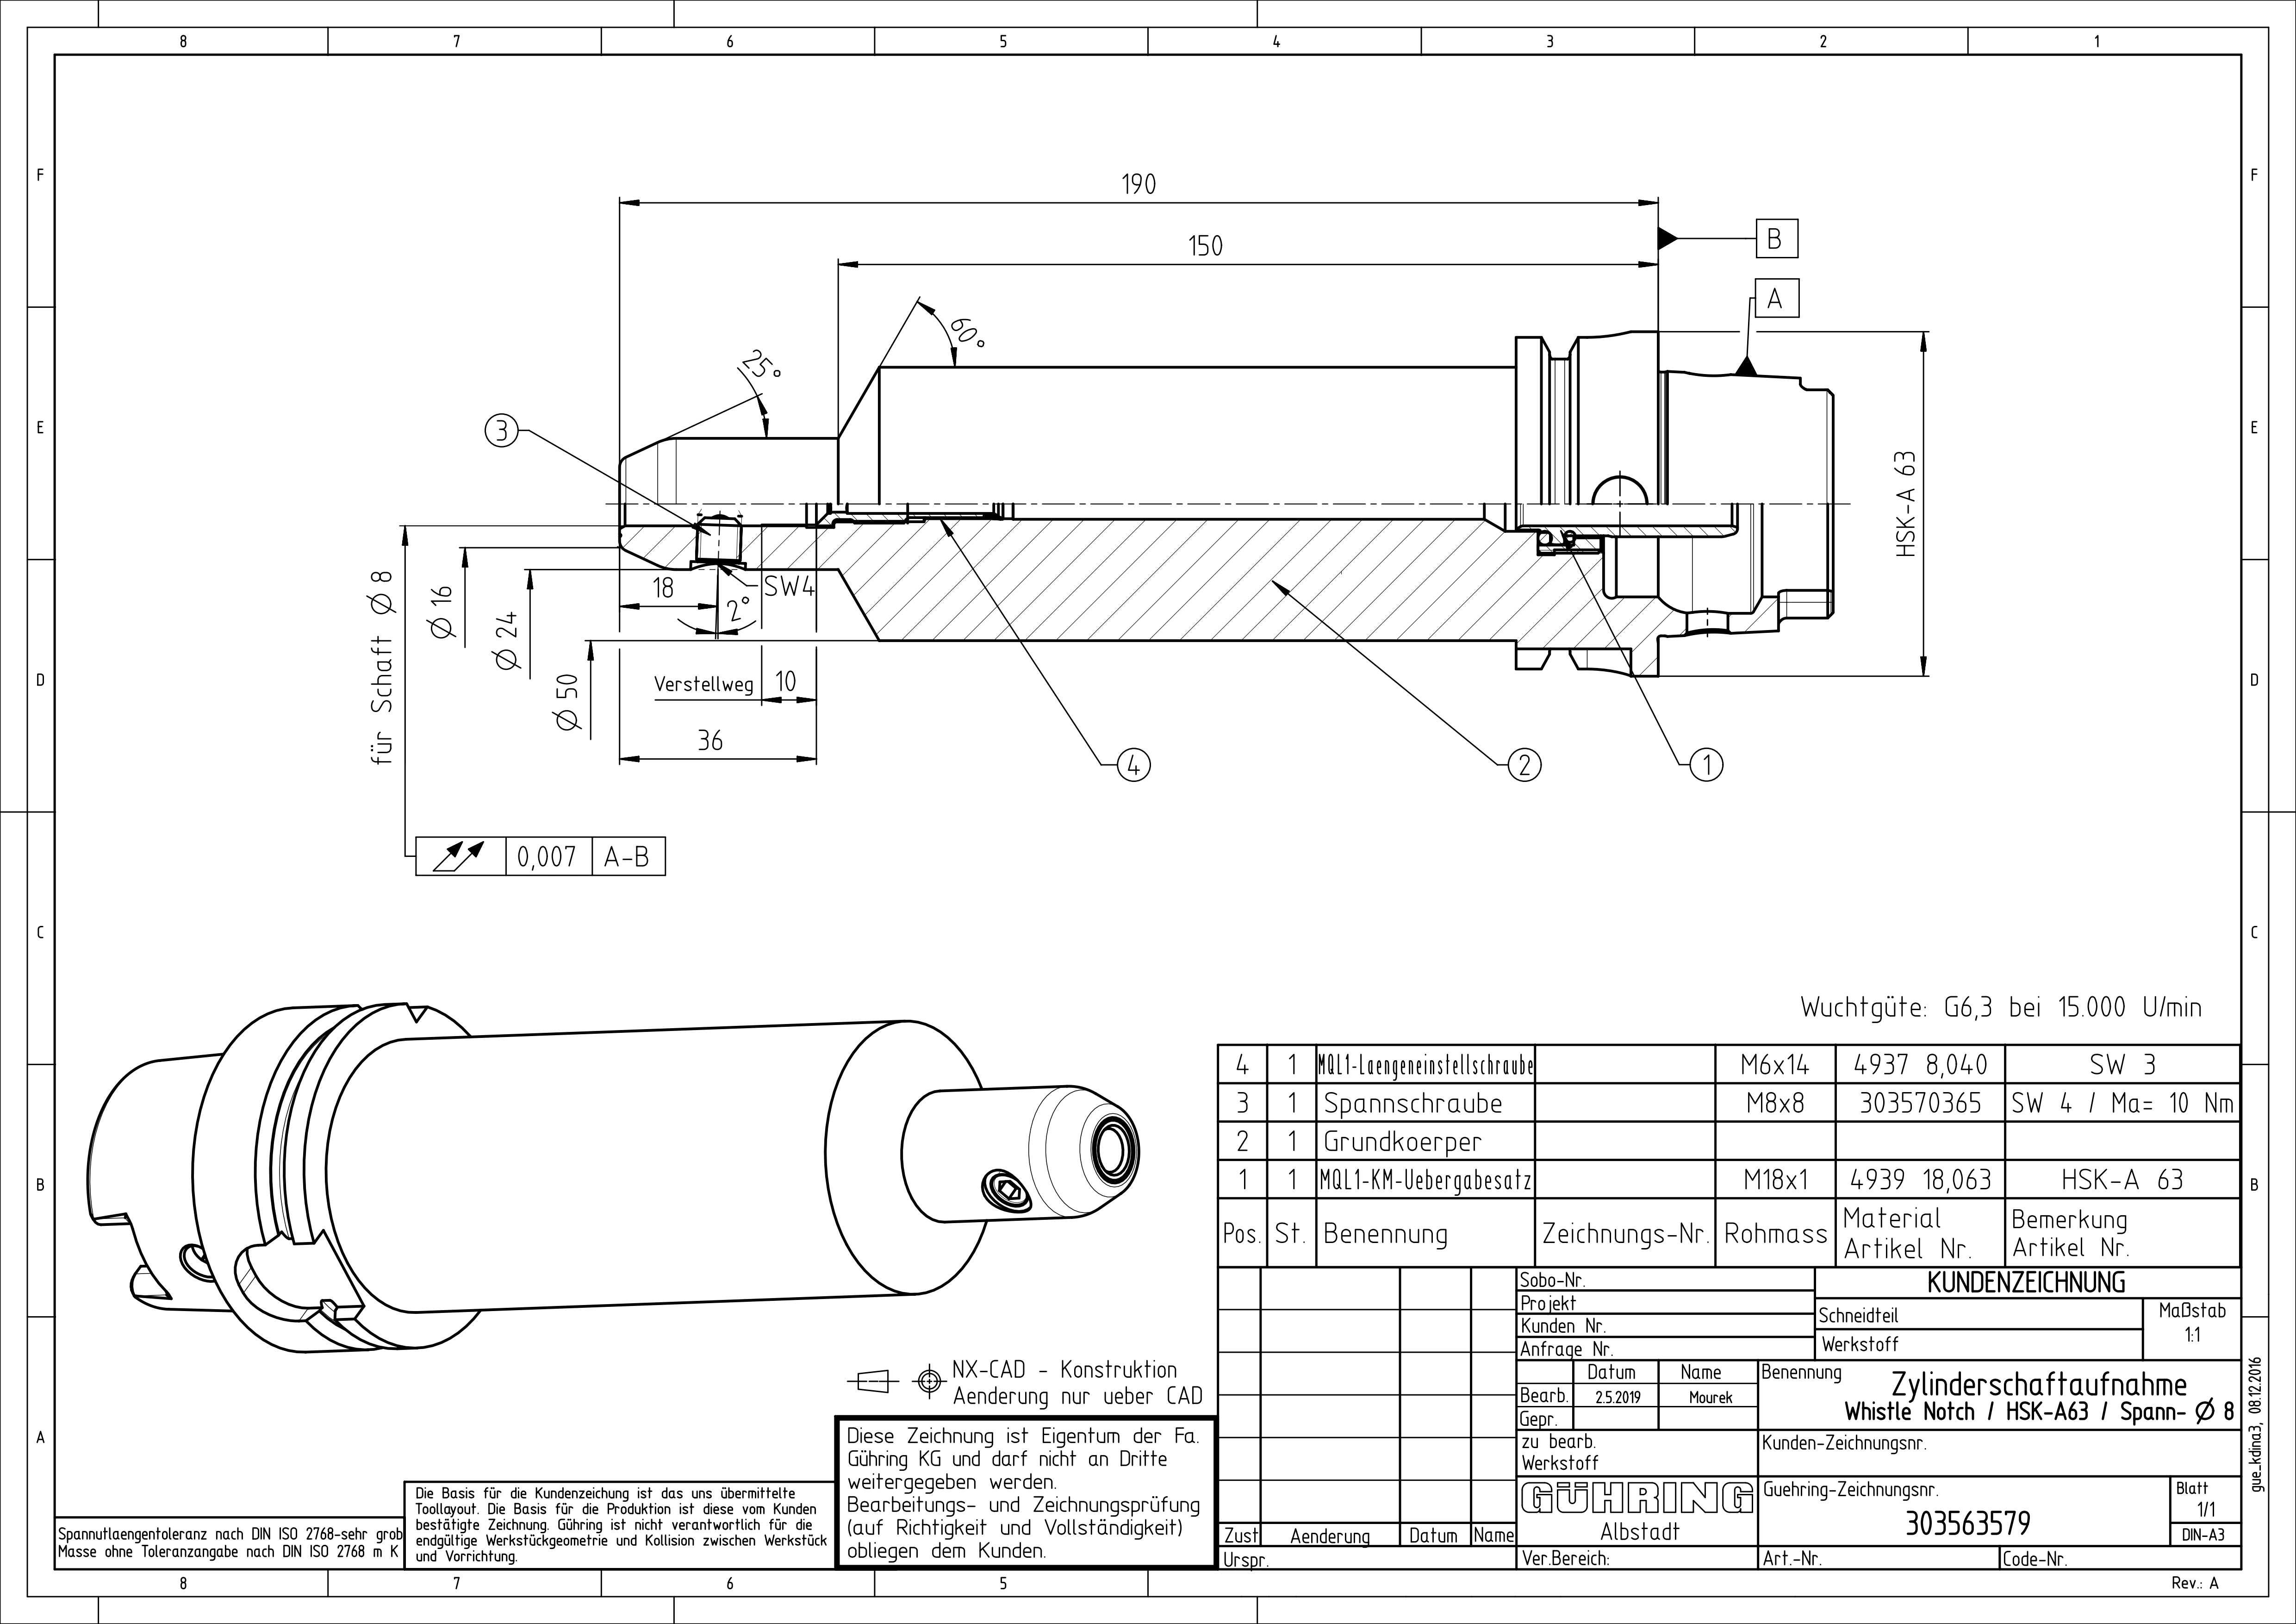 8 7 6 5 4 3 2 1
F
F
E
E
D
D
C
C
B
B
A
190
150
B
A
60°
25°
3
HSK-A 63
SW4
18
2°
für Schaft Ø 8
Ø 16
Ø 24
Ø 50
Verstellweg 10
36
4
2
1
0,007 A-B
Wuchtgüte: G6,3 bei 15.000 U/min
4 1 MQL1-Laengeneinstellschraube M6x14 4937 8,040 SW 3
3 1 Spannschraube M8x8 303570365 SW 4 / Ma= 10 Nm
2 1 Grundkoerper
1 1 MQL1-KM-Uebergabesatz M18x1 4939 18,063 HSK-A 63
Pos. St. Benennung Zeichnungs-Nr. Rohmass Material Artikel Nr. Bemerkung Artikel Nr.
Sobo-Nr.
Projekt
Kunden Nr.
Anfrage Nr.
KUNDENZEICHNUNG
Schneidteil
Werkstoff
Maßstab
1:1
Datum Name
Bearb. 2.5.2019 Mourek
Gepr.
Benennung
Zylinderschaftaufnahme
Whistle Notch / HSK-A63 / Spann- Ø 8
zu bearb.
Werkstoff
Kunden-Zeichnungsnr.
GÜHRING
Albstadt
Guehring-Zeichnungsnr.
303563579
Blatt
1/1
DIN-A3
Zust Aenderung Datum Name
Urspr.
Ver.Bereich:
Art.-Nr.
Code-Nr.
NX-CAD - Konstruktion
Aenderung nur ueber CAD
Diese Zeichnung ist Eigentum der Fa.
Gühring KG und darf nicht an Dritte
weitergegeben werden.
Bearbeitungs- und Zeichnungsprüfung
(auf Richtigkeit und Vollständigkeit)
obliegen dem Kunden.
Die Basis für die Kundenzeichung ist das uns übermittelte
Toollayout. Die Basis für die Produktion ist diese vom Kunden
bestätigte Zeichnung. Gühring ist nicht verantwortlich für die
endgültige Werkstückgeometrie und Kollision zwischen Werkstück
und Vorrichtung.
Spannutlaengentoleranz nach DIN ISO 2768-sehr grob
Masse ohne Toleranzangabe nach DIN ISO 2768 m K
gue_kdina3, 08.12.2016
8 7 6 5
Rev.: A